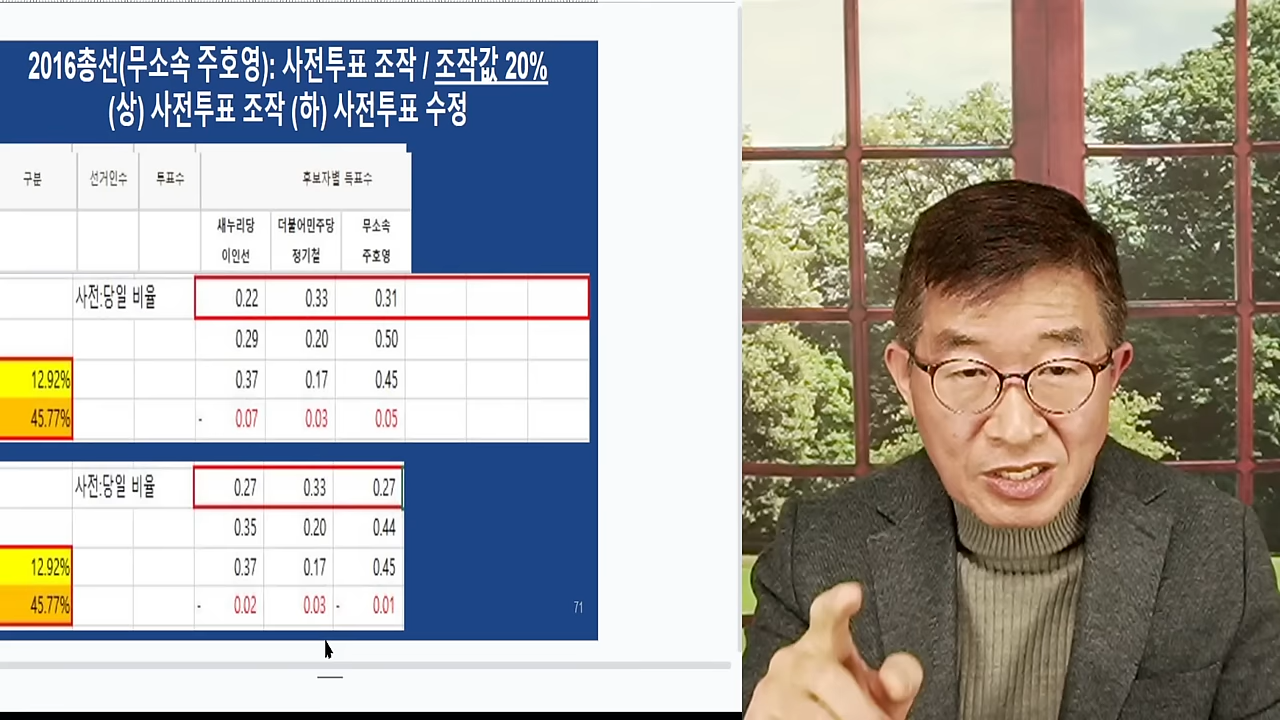 2016총선(무소속 주호영): 사전투표 조작 / 조작값 20%
(상) 사전투표 조작 (하) 사전투표 수정
구분 선거인수 투표수 후보자별 득표수
새누리당 더불어민주당 무소속
이인선 정기철 주호영
사전:당일 비율 0.22 0.33 0.31
0.29 0.20 0.50
12.92% 0.37 0.17 0.45
45.77% - 0.07 0.03 0.05
사전:당일 비율 0.27 0.33 0.27
0.35 0.20 0.44
12.92% 0.37 0.17 0.45
45.77% - 0.02 0.03 - 0.01
71